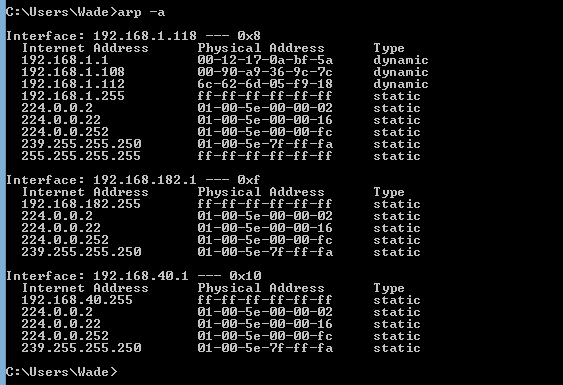 C:\Users\Wade>arp -a
Interface: 192.168.1.118 --- 0x8
  Internet Address      Physical Address      Type
  192.168.1.1           00-12-17-0a-bf-5a     dynamic
  192.168.1.108         00-90-a9-36-9c-7c     dynamic
  192.168.1.112         6c-62-6d-05-f9-18     dynamic
  192.168.1.255         ff-ff-ff-ff-ff-ff     static
  224.0.0.2             01-00-5e-00-00-02     static
  224.0.0.22            01-00-5e-00-00-16     static
  224.0.0.252           01-00-5e-00-00-fc     static
  239.255.255.250       01-00-5e-7f-ff-fa     static
  255.255.255.255       ff-ff-ff-ff-ff-ff     static
Interface: 192.168.182.1 --- 0xf
  Internet Address      Physical Address      Type
  192.168.182.255       ff-ff-ff-ff-ff-ff     static
  224.0.0.2             01-00-5e-00-00-02     static
  224.0.0.22            01-00-5e-00-00-16     static
  224.0.0.252           01-00-5e-00-00-fc     static
  239.255.255.250       01-00-5e-7f-ff-fa     static
Interface: 192.168.40.1 --- 0x10
  Internet Address      Physical Address      Type
  192.168.40.255        ff-ff-ff-ff-ff-ff     static
  224.0.0.2             01-00-5e-00-00-02     static
  224.0.0.22            01-00-5e-00-00-16     static
  224.0.0.252           01-00-5e-00-00-fc     static
  239.255.255.250       01-00-5e-7f-ff-fa     static
C:\Users\Wade>